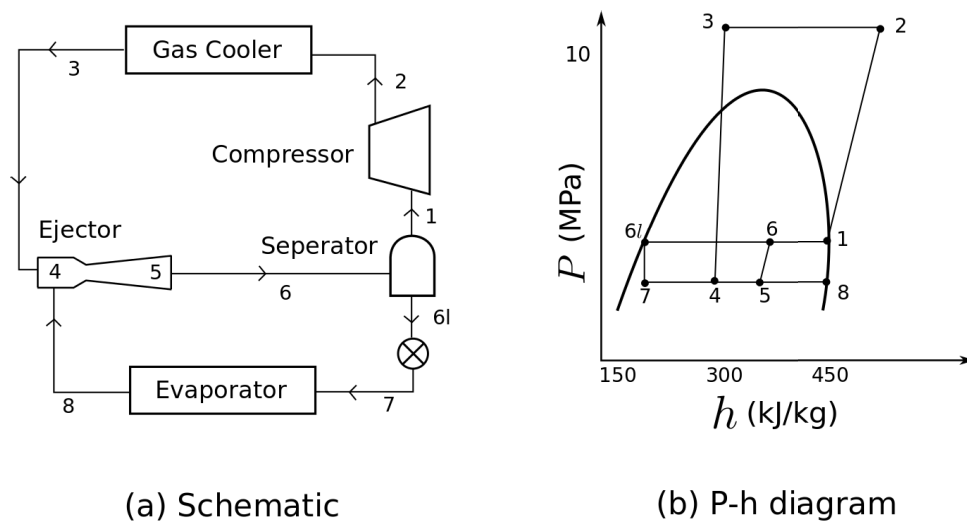 Gas Cooler
3
2
Compressor
1
Ejector
Seperator
4
5
6
6l
Evaporator
8
7
(a) Schematic
3
2
10
P (MPa)
6l
6
1
7
4
5
8
150
300
450
h (kJ/kg)
(b) P-h diagram